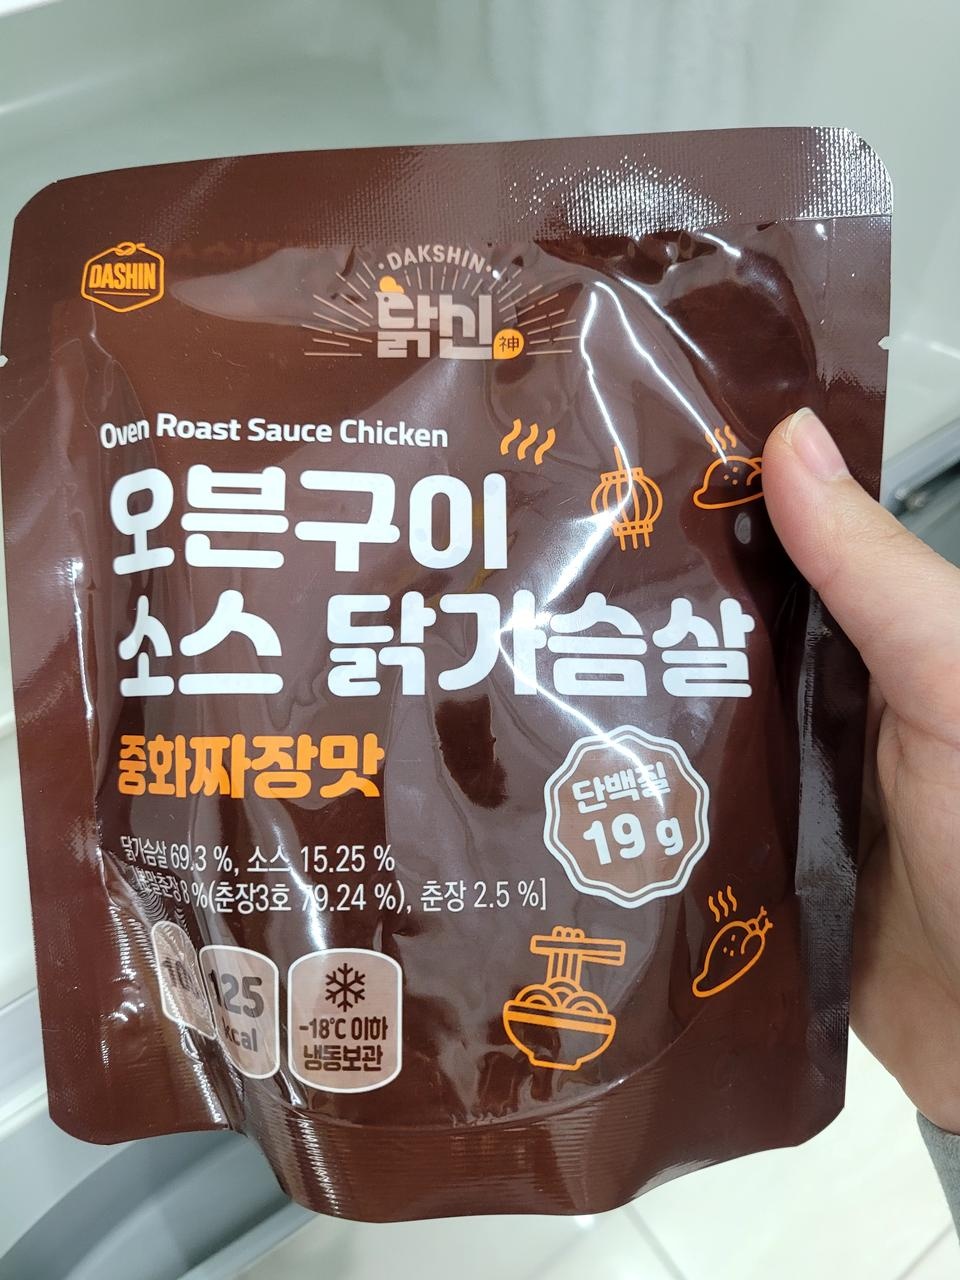 DASHIN
DAKSHIN
닭신
神
Oven Roast Sauce Chicken
오븐구이
소스 닭가슴살
중화짜장맛
단백질
19 g
닭가슴살 69.3 %, 소스 15.25 %
8 %(춘장3호 79.24 %), 춘장 2.5 %]
125
kcal
-18℃ 이하
냉동보관